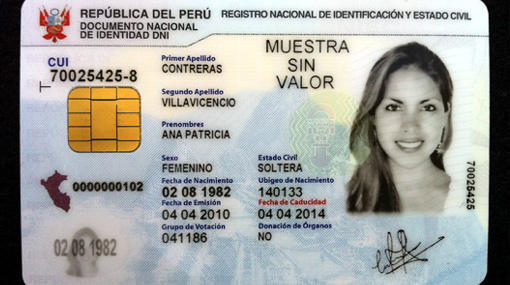 REPÚBLICA DEL PERÚ REGISTRO NACIONAL DE IDENTIFICACIÓN Y ESTADO CIVIL
DOCUMENTO NACIONAL
DE IDENTIDAD DNI
CUI
70025425-8
Primer Apellido
CONTRERAS
Segundo Apellido
VILLAVICENCIO
Prenombres
ANA PATRICIA
MUESTRA
SIN
VALOR
Sexo Estado Civil
FEMENINO SOLTERA
Fecha de Nacimiento Ubigeo de Nacimiento
02 08 1982 140133
Fecha de Emisión Fecha de Caducidad
04 04 2010 04 04 2014
Grupo de Votación Donación de Órganos
041186 NO
0000000102
02 08 1982
70025425